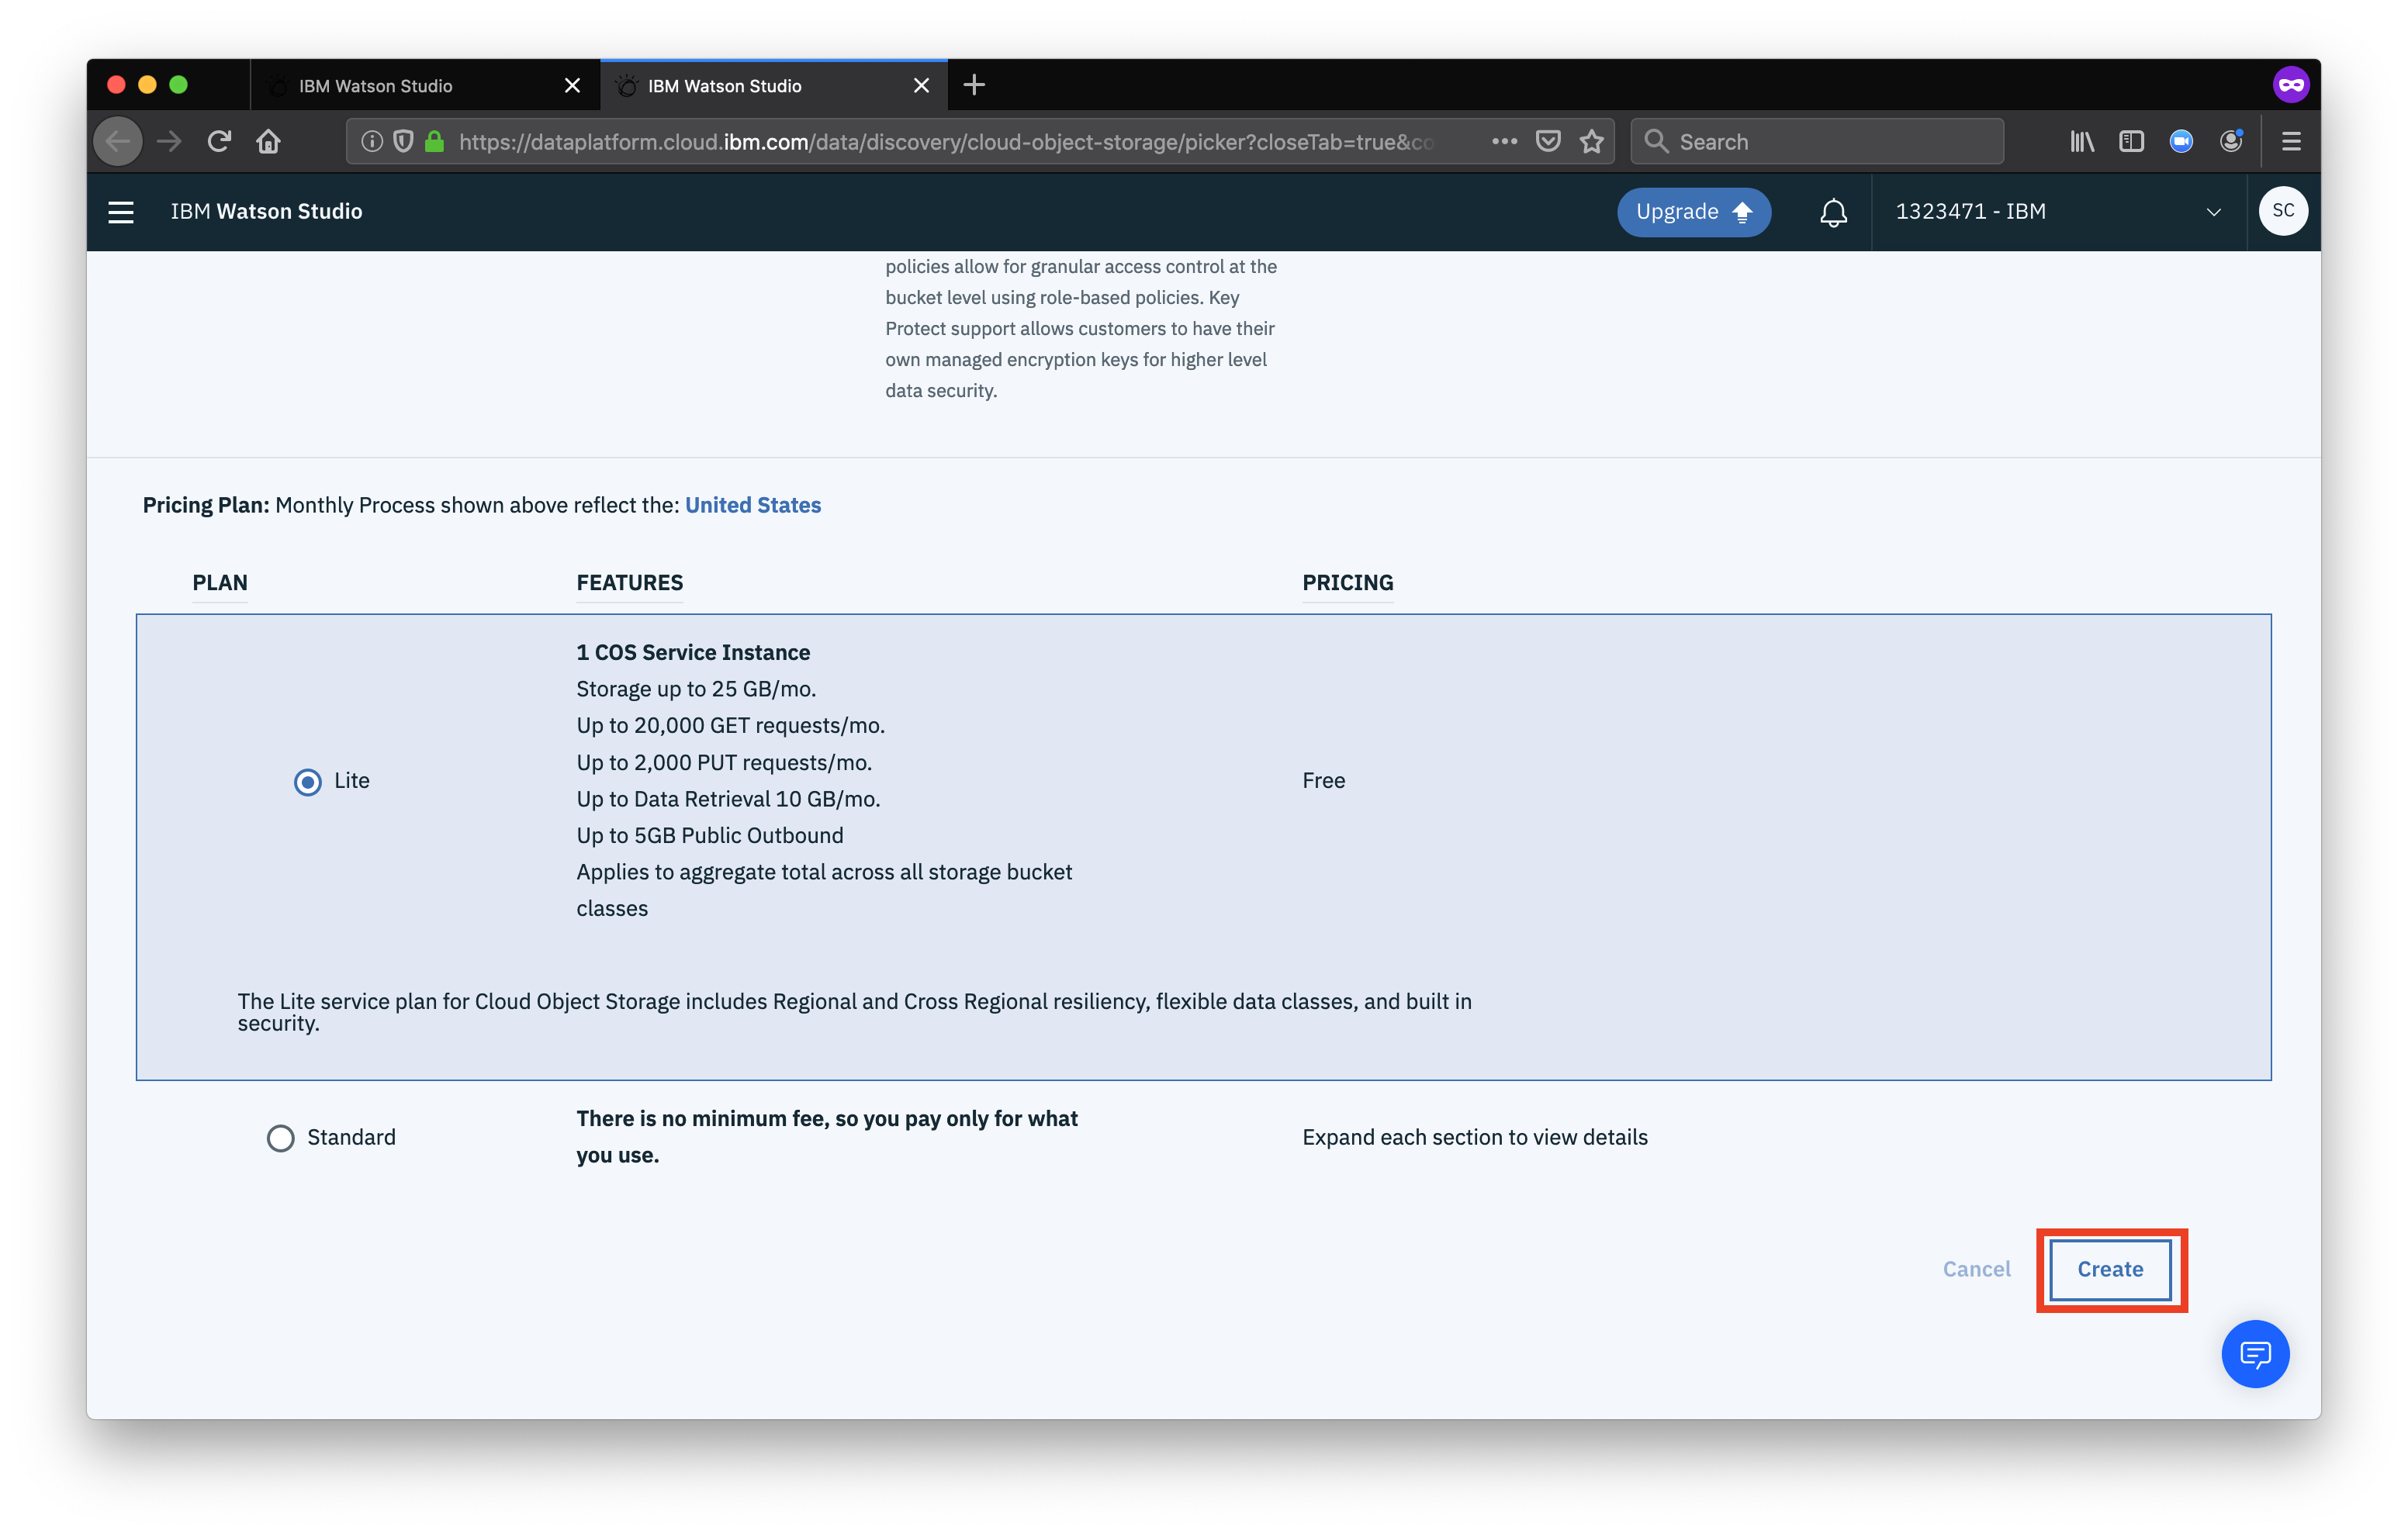 IBM Watson Studio
IBM Watson Studio
https://dataplatform.cloud.ibm.com/data/discovery/cloud-object-storage/picker?closeTab=true&co
Search
IBM Watson Studio
Upgrade
1323471 - IBM
SC
policies allow for granular access control at the
bucket level using role-based policies. Key
Protect support allows customers to have their
own managed encryption keys for higher level
data security.
Pricing Plan: Monthly Process shown above reflect the: United States
PLAN
FEATURES
PRICING
1 COS Service Instance
Storage up to 25 GB/mo.
Up to 20,000 GET requests/mo.
Up to 2,000 PUT requests/mo.
Lite
Free
Up to Data Retrieval 10 GB/mo.
Up to 5GB Public Outbound
Applies to aggregate total across all storage bucket
classes
The Lite service plan for Cloud Object Storage includes Regional and Cross Regional resiliency, flexible data classes, and built in
security.
Standard
There is no minimum fee, so you pay only for what
you use.
Expand each section to view details
Cancel
Create